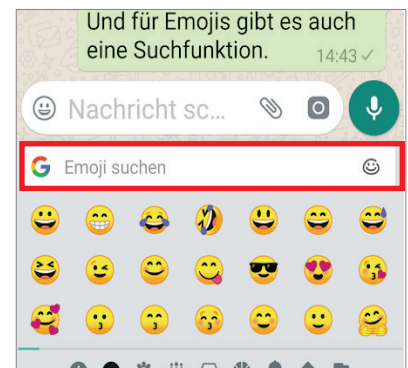 Und für Emojis gibt es auch
eine Suchfunktion.
14:43
Nachricht sc...
Emoji suchen